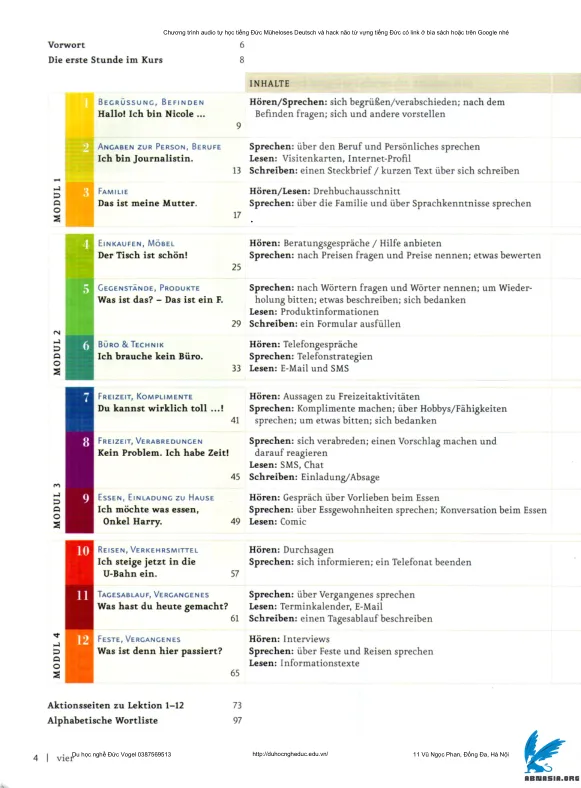 Chương trình audio tự học tiếng Đức Müheloses Deutsch và hack não từ vựng tiếng Đức có link ở bìa sách hoặc trên Google nhé
Vorwort 6
Die erste Stunde im Kurs 8
INHALTE
MODUL 1
1 BEGRÜSSUNG, BEFINDEN
Hallo! Ich bin Nicole ...
9
Hören/Sprechen: sich begrüßen/verabschieden; nach dem
Befinden fragen; sich und andere vorstellen
2 ANGABEN ZUR PERSON, BERUFE
Ich bin Journalistin.
13
Sprechen: über den Beruf und Persönliches sprechen
Lesen: Visitenkarten, Internet-Profil
Schreiben: einen Steckbrief / kurzen Text über sich schreiben
3 FAMILIE
Das ist meine Mutter.
17
Hören/Lesen: Drehbuchausschnitt
Sprechen: über die Familie und über Sprachkenntnisse sprechen
MODUL 2
4 EINKAUFEN, MÖBEL
Der Tisch ist schön!
25
Hören: Beratungsgespräche / Hilfe anbieten
Sprechen: nach Preisen fragen und Preise nennen; etwas bewerten
5 GEGENSTÄNDE, PRODUKTE
Was ist das? – Das ist ein F.
29
Sprechen: nach Wörtern fragen und Wörter nennen; um Wieder-
holung bitten; etwas beschreiben; sich bedanken
Lesen: Produktinformationen
Schreiben: ein Formular ausfüllen
6 BÜRO & TECHNIK
Ich brauche kein Büro.
33
Hören: Telefongespräche
Sprechen: Telefonstrategien
Lesen: E-Mail und SMS
MODUL 3
7 FREIZEIT, KOMPLIMENTE
Du kannst wirklich toll ...!
41
Hören: Aussagen zu Freizeitaktivitäten
Sprechen: Komplimente machen; über Hobbys/Fähigkeiten
sprechen; um etwas bitten; sich bedanken
8 FREIZEIT, VERABREDUNGEN
Kein Problem. Ich habe Zeit!
45
Sprechen: sich verabreden; einen Vorschlag machen und
darauf reagieren
Lesen: SMS, Chat
Schreiben: Einladung/Absage
9 ESSEN, EINLADUNG ZU HAUSE
Ich möchte was essen,
Onkel Harry.
49
Hören: Gespräch über Vorlieben beim Essen
Sprechen: über Essgewohnheiten sprechen; Konversation beim Essen
Lesen: Comic
MODUL 4
10 REISEN, VERKEHRSMITTEL
Ich steige jetzt in die
U-Bahn ein.
57
Hören: Durchsagen
Sprechen: sich informieren; ein Telefonat beenden
11 TAGESABLAUF, VERGANGENES
Was hast du heute gemacht?
61
Sprechen: über Vergangenes sprechen
Lesen: Terminkalender, E-Mail
Schreiben: einen Tagesablauf beschreiben
12 FESTE, VERGANGENES
Was ist denn hier passiert?
65
Hören: Interviews
Sprechen: über Feste und Reisen sprechen
Lesen: Informationstexte
Aktionsseiten zu Lektion 1–12 73
Alphabetische Wortliste 97
4 | vier
Du học nghề Đức Vogel 0387569513
http://duhocngheduc.edu.vn/
11 Vũ Ngọc Phan, Đống Đa, Hà Nội
ABUNASIA.ORG